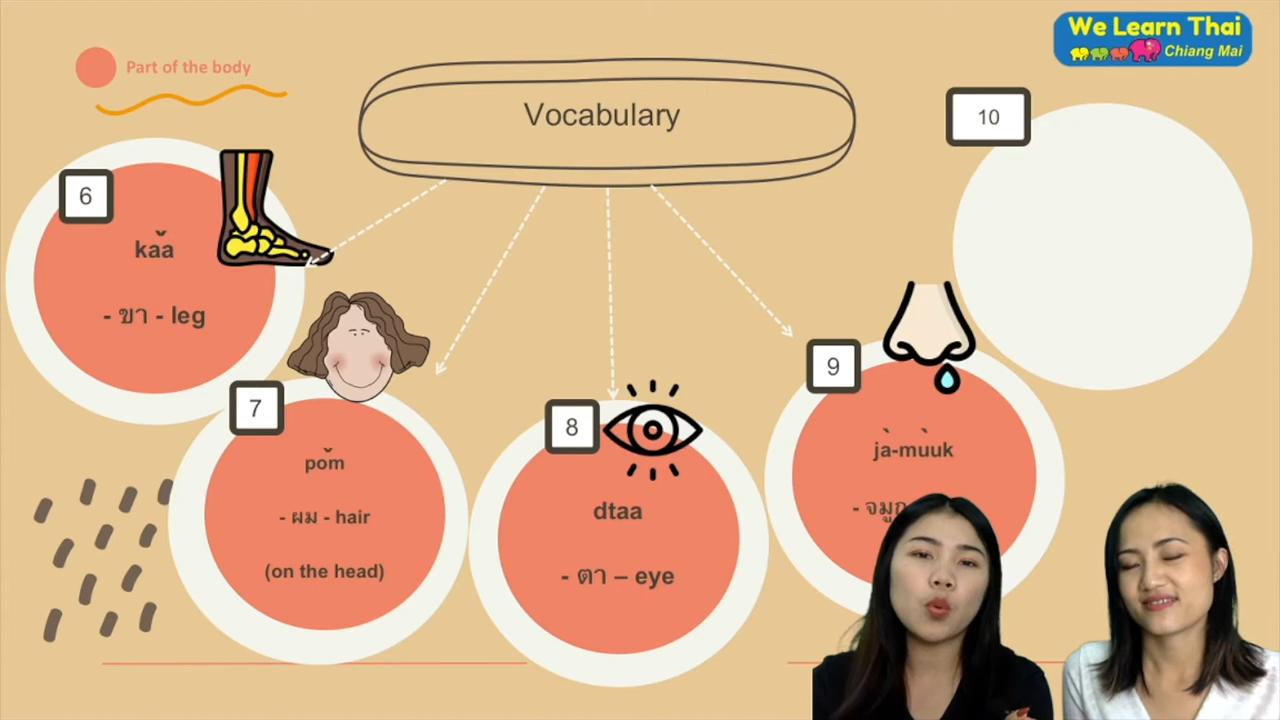 We Learn Thai
Chiang Mai
Part of the body
Vocabulary
6
kǎa
- ขา - leg
7
pǒm
- ผม - hair
(on the head)
8
dtaa
- ตา – eye
9
jà-mùuk
10